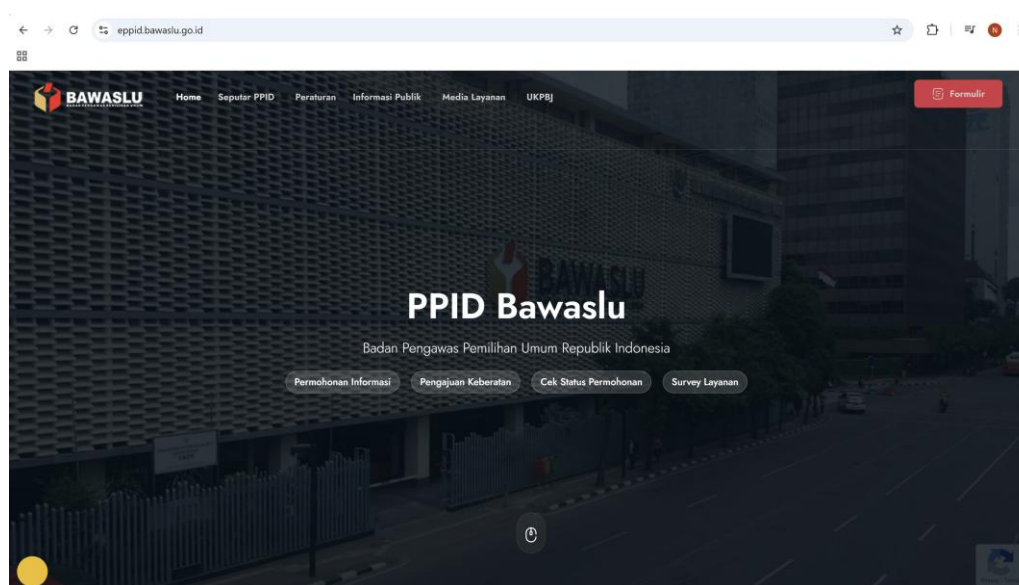 eppid.bawaslu.go.id
N
BAWASLU
Home Seputar PPID Peraturan Informasi Publik Media Layanan UKPBJ
Formulir
BAWASLU
PPID Bawaslu
Badan Pengawas Pemilihan Umum Republik Indonesia
Permohonan Informasi Pengajuan Keberatan Cek Status Permohonan Survey Layanan